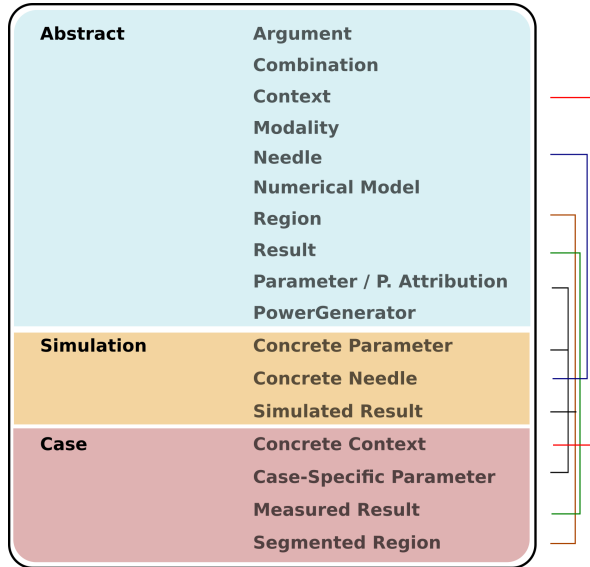 Abstract Argument
Combination
Context
Modality
Needle
Numerical Model
Region
Result
Parameter / P. Attribution
PowerGenerator
Simulation Concrete Parameter
Concrete Needle
Simulated Result
Case Concrete Context
Case-Specific Parameter
Measured Result
Segmented Region